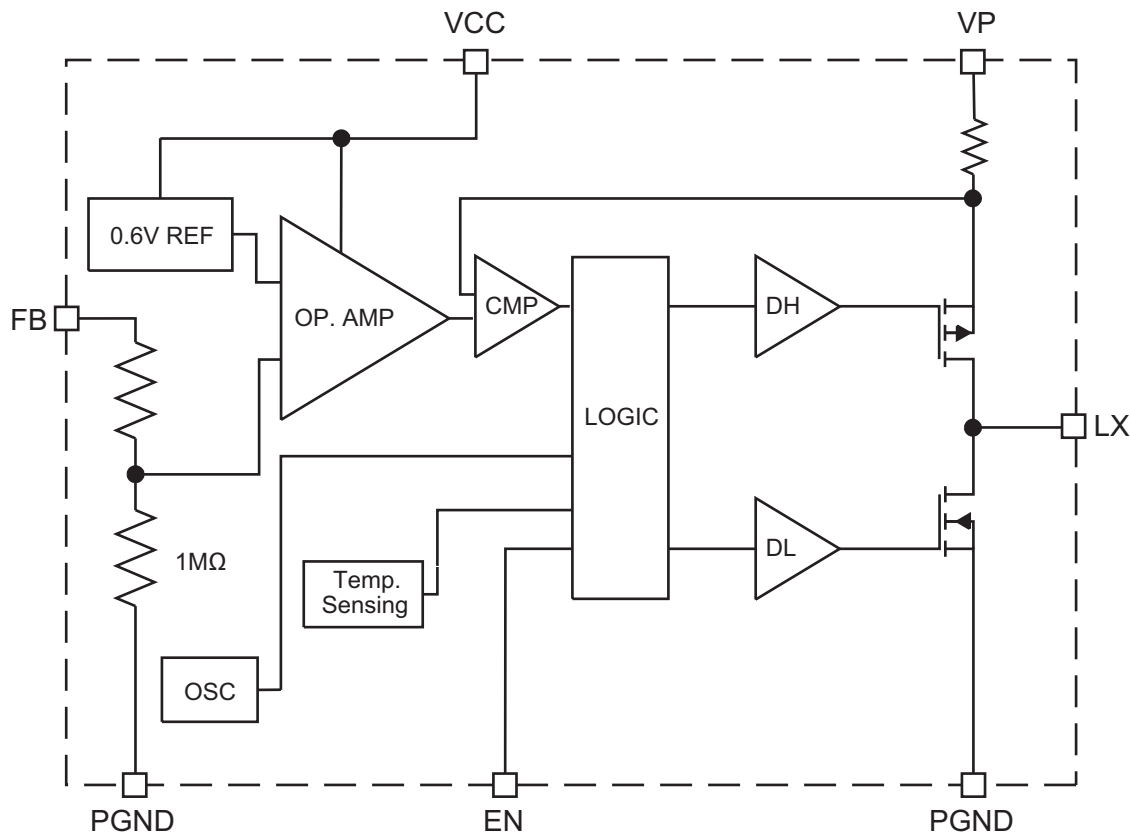 VCC
VP
0.6V REF
FB
OP. AMP
CMP
DH
LOGIC
LX
1MΩ
Temp.
Sensing
DL
OSC
PGND
EN
PGND